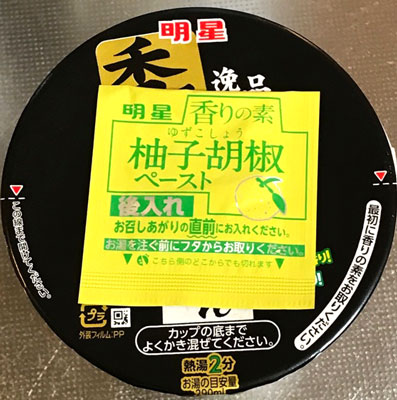 明星
香
逸品
明星 香りの素
ゆずこしょう
柚子胡椒
ペースト
後入れ
お召しあがりの直前にお入れください。
お湯を注ぐ前にフタからお取りください。
こちら側のどこからでも切れます
最初に香りの素をお取りください。
プラ
外装フィルム:PP
カップの底まで
よくかき混ぜてください。
熱湯2分
お湯の目安量